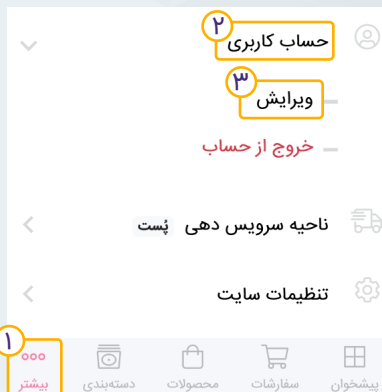 ۲
حساب کاربری
۳
ویرایش
خروج از حساب
ناحیه سرویس دهی پُست
تنظیمات سایت
۱
پیشخوان سفارشات محصولات دسته‌بندی بیشتر